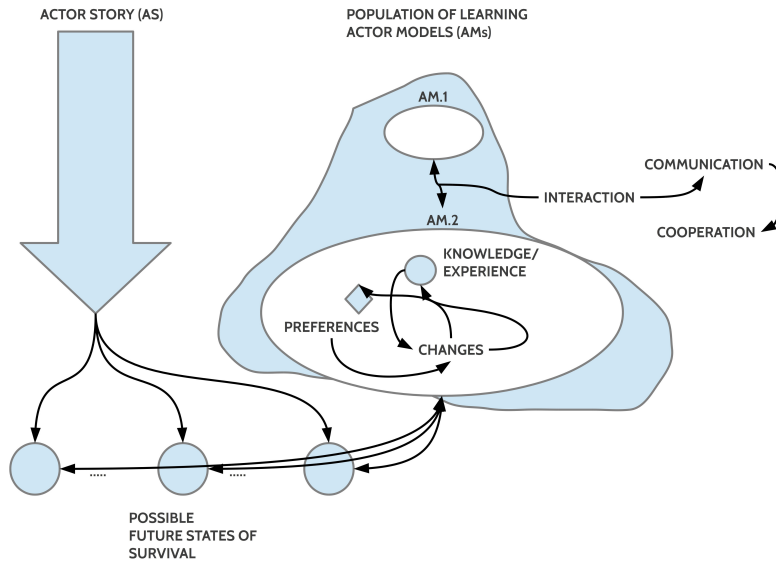 ACTOR STORY (AS)
POPULATION OF LEARNING
ACTOR MODELS (AMs)
AM.1
COMMUNICATION
INTERACTION
AM.2
COOPERATION
KNOWLEDGE/
EXPERIENCE
PREFERENCES
CHANGES
.....
.....
POSSIBLE
FUTURE STATES OF
SURVIVAL